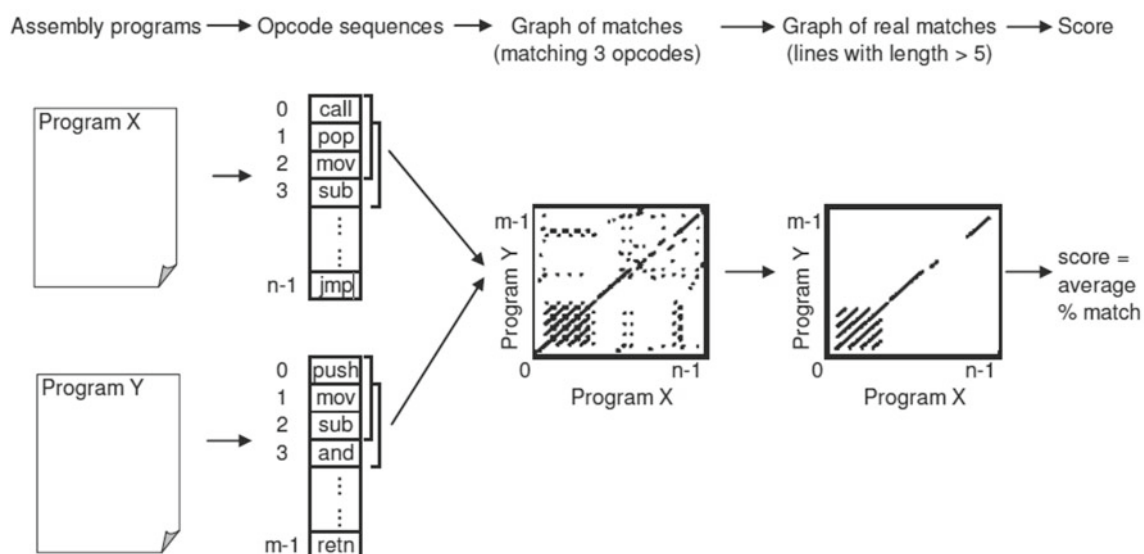 Assembly programs Opcode sequences Graph of matches Graph of real matches Score
(matching 3 opcodes) (lines with length > 5)
Program X
0 call
1 pop
2 mov
3 sub
n-1 jmp
Program Y
0 push
1 mov
2 sub
3 and
m-1 retn
m-1
Program Y
0 n-1
Program X
m-1
Program Y
0 n-1
Program X
score =
average
% match